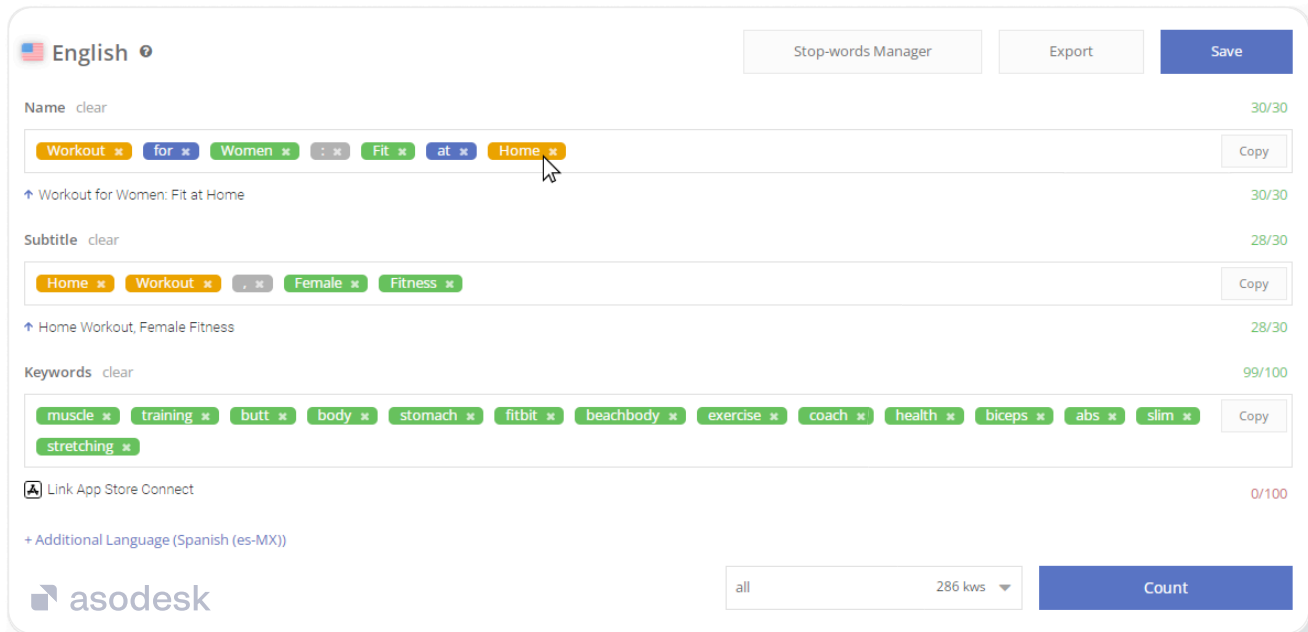 English ?
Stop-words Manager
Export
Save
Name clear
30/30
Workout × for × Women × : × Fit × at × Home ×
Copy
↑ Workout for Women: Fit at Home
30/30
Subtitle clear
28/30
Home × Workout × , × Female × Fitness ×
Copy
↑ Home Workout, Female Fitness
28/30
Keywords clear
99/100
muscle × training × butt × body × stomach × fitbit × beachbody × exercise × coach × health × biceps × abs × slim ×
Copy
stretching ×
Link App Store Connect
0/100
+ Additional Language (Spanish (es-MX))
all 286 kws
Count
asodesk